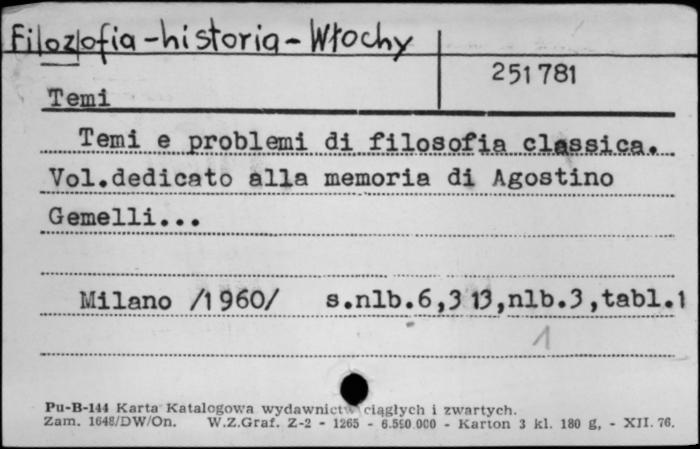 Filozofia-historia-Włochy
251781
Temi
Temi e problemi di filosofia classica.
Vol.dedicato alla memoria di Agostino
Gemelli...
Milano /1960/ s.nlb.6,313,nlb.3,tabl.1
1
Pu-B-144 Karta Katalogowa wydawnictw ciągłych i zwartych.
Zam. 1648/DW/On. W.Z.Graf. Z-2 - 1265 - 6.550.000 - Karton 3 kl. 180 g, - XII. 76.